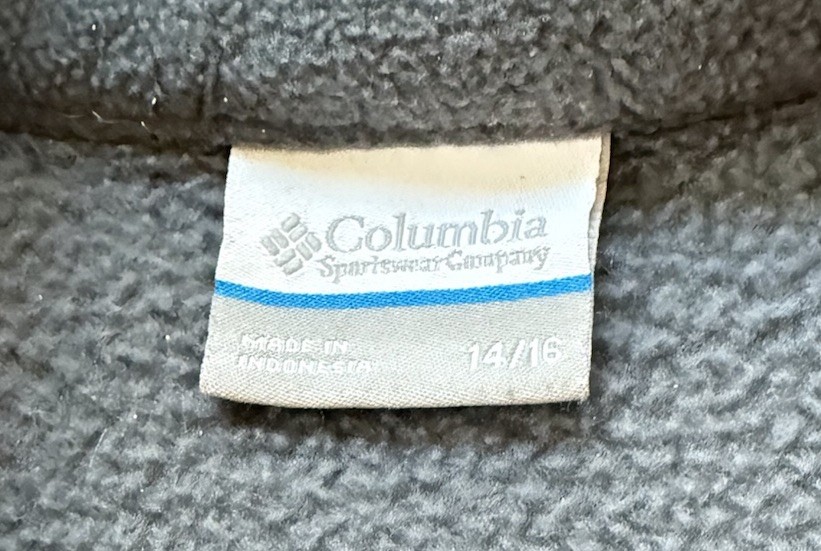 Columbia
Sportswear Company
MADE IN
INDONESIA
14/16